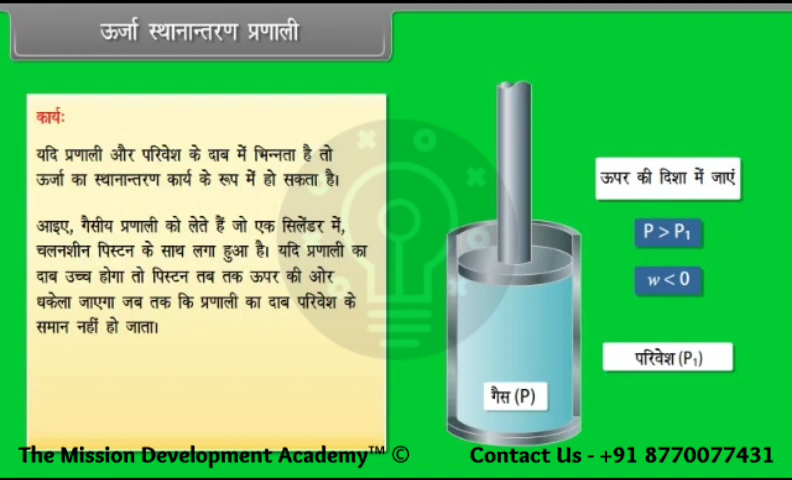 ऊर्जा स्थानान्तरण प्रणाली
कार्यः
यदि प्रणाली और परिवेश के दाब में भिन्नता है तो
ऊर्जा का स्थानान्तरण कार्य के रूप में हो सकता है।
आइए, गैसीय प्रणाली को लेते हैं जो एक सिलेंडर में,
चलनशीन पिस्टन के साथ लगा हुआ है। यदि प्रणाली का
दाब उच्च होगा तो पिस्टन तब तक ऊपर की ओर
धकेला जाएगा जब तक कि प्रणाली का दाब परिवेश के
समान नहीं हो जाता।
ऊपर की दिशा में जाएं
P > P₁
w < 0
परिवेश (P₁)
गैस (P)
The Mission Development Academy™ ©
Contact Us - +91 8770077431